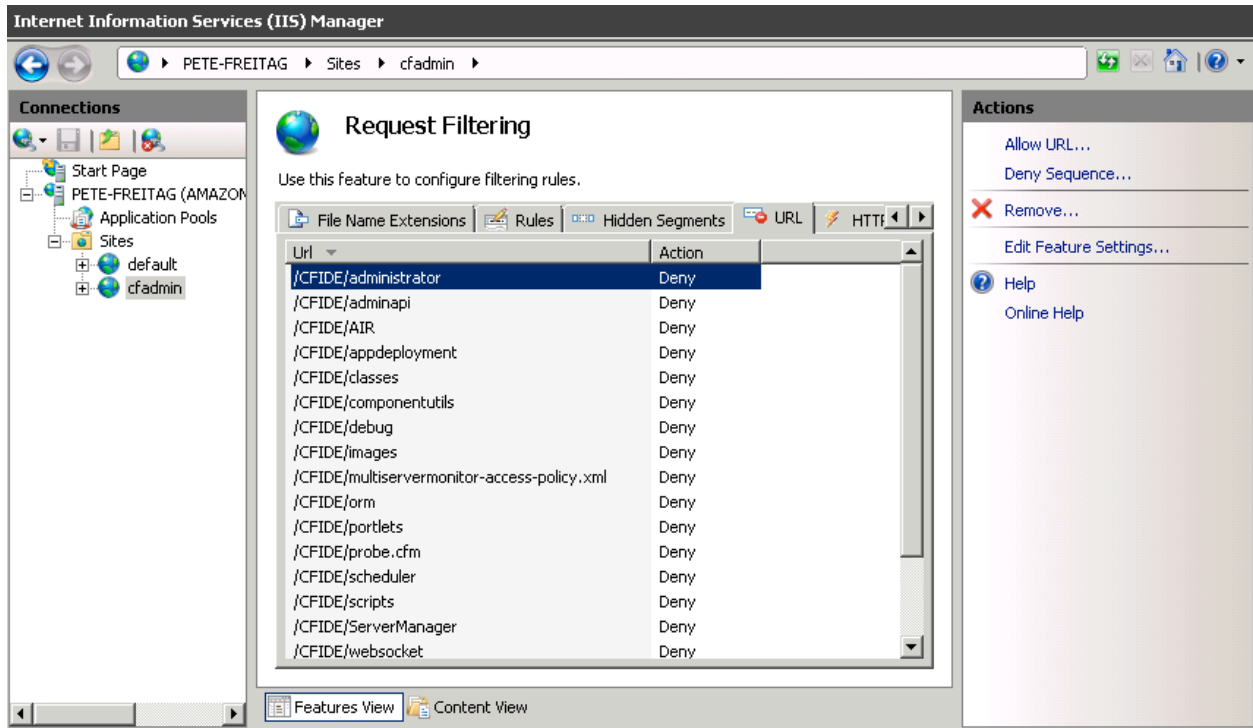 Internet Information Services (IIS) Manager
PETE-FREITAG Sites cfadmin
Connections
Start Page
PETE-FREITAG (AMAZON
Application Pools
Sites
default
cfadmin
Request Filtering
Use this feature to configure filtering rules.
File Name Extensions Rules Hidden Segments URL HTT
Url Action
/CFIDE/administrator Deny
/CFIDE/adminapi Deny
/CFIDE/AIR Deny
/CFIDE/appdeployment Deny
/CFIDE/classes Deny
/CFIDE/componentutils Deny
/CFIDE/debug Deny
/CFIDE/images Deny
/CFIDE/multiservermonitor-access-policy.xml Deny
/CFIDE/orm Deny
/CFIDE/portlets Deny
/CFIDE/probe.cfm Deny
/CFIDE/scheduler Deny
/CFIDE/scripts Deny
/CFIDE/ServerManager Deny
/CFIDE/websocket Deny
Features View Content View
Actions
Allow URL...
Deny Sequence...
Remove...
Edit Feature Settings...
Help
Online Help